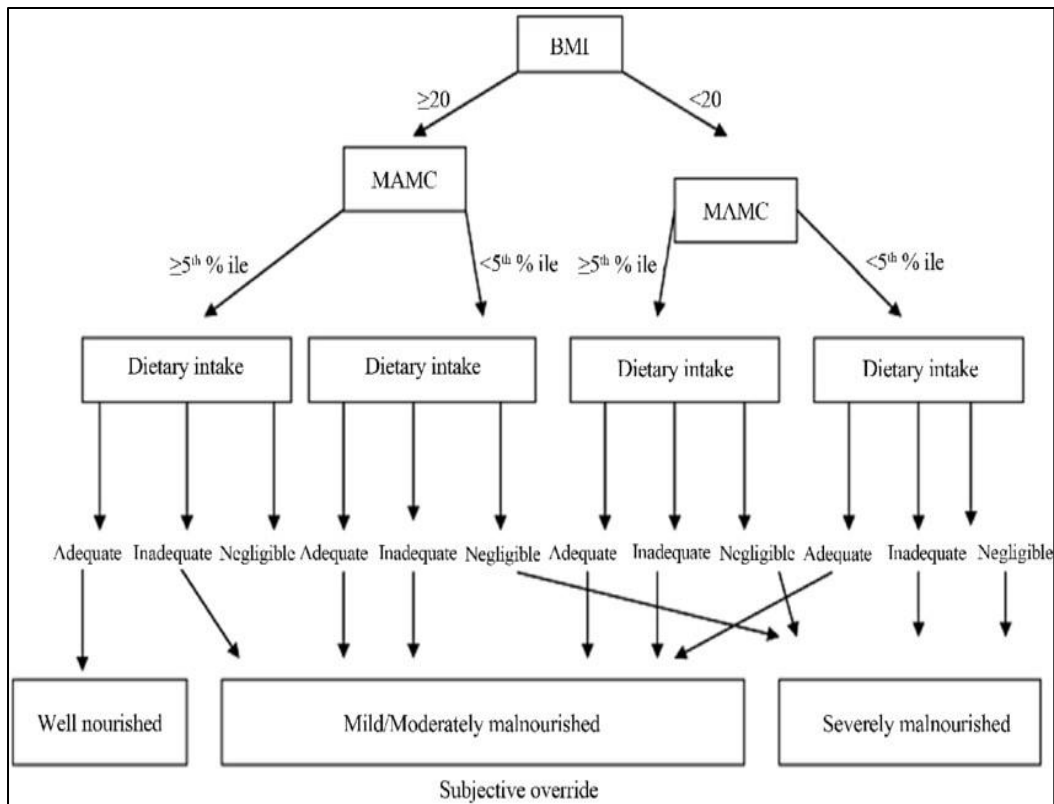 BMI
≥20
<20
MAMC
MAMC
≥5th % ile
<5th % ile
≥5th % ile
<5th % ile
Dietary intake
Dietary intake
Dietary intake
Dietary intake
Adequate
Inadequate
Negligible
Adequate
Inadequate
Negligible
Adequate
Inadequate
Negligible
Adequate
Inadequate
Negligible
Well nourished
Mild/Moderately malnourished
Severely malnourished
Subjective override